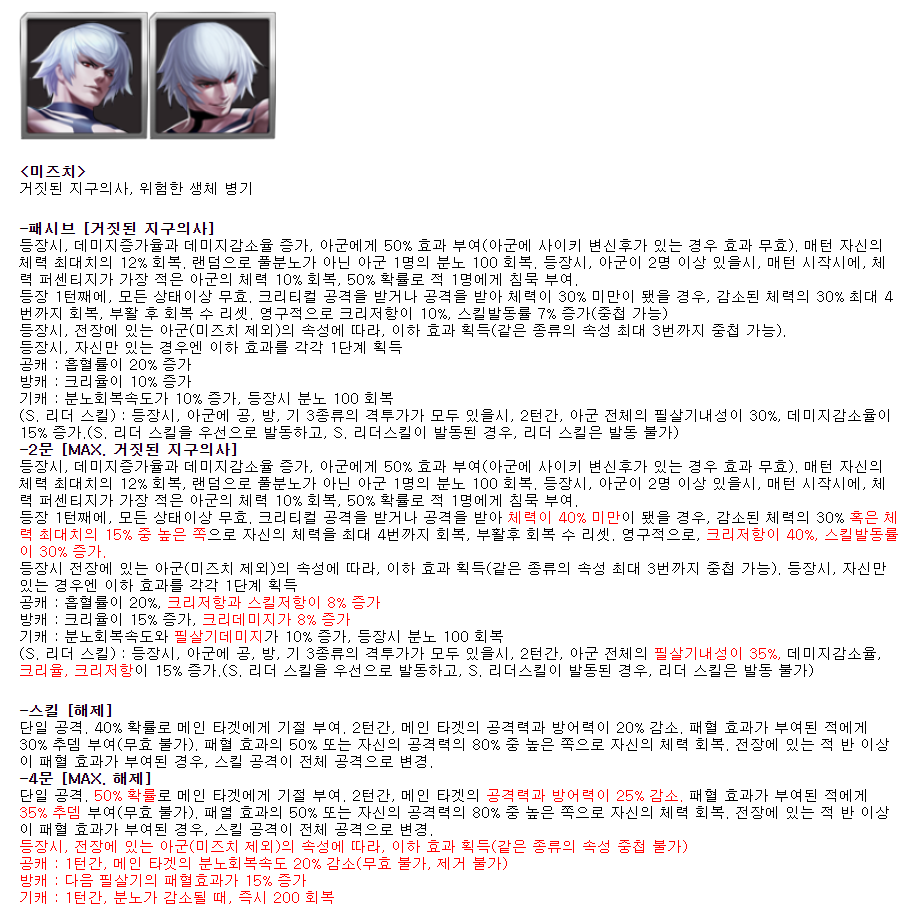 <미즈치>
거짓된 지구의사, 위험한 생체 병기
-패시브 [거짓된 지구의사]
등장시, 데미지증가율과 데미지감소율 증가, 아군에게 50% 효과 부여(아군에 사이키 변신후가 있는 경우 효과 무효). 매턴 자신의
체력 최대치의 12% 회복. 랜덤으로 풀분노가 아닌 아군 1명의 분노 100 회복. 등장시, 아군이 2명 이상 있을시, 매턴 시작시에, 체
력 퍼센티지가 가장 적은 아군의 체력 10% 회복, 50% 확률로 적 1명에게 침묵 부여.
등장 1턴째에, 모든 상태이상 무효. 크리티컬 공격을 받거나 공격을 받아 체력이 30% 미만이 됐을 경우, 감소된 체력의 30% 최대 4
번까지 회복, 부활 후 회복 수 리셋. 영구적으로 크리저항이 10%, 스킬발동률 7% 증가(중첩 가능)
등장시, 전장에 있는 아군(미즈치 제외)의 속성에 따라, 이하 효과 획득(같은 종류의 속성 최대 3번까지 중첩 가능).
등장시, 자신만 있는 경우엔 이하 효과를 각각 1단계 획득
공캐 : 흡혈률이 20% 증가
방캐 : 크리율이 10% 증가
기캐 : 분노회복속도가 10% 증가, 등장시 분노 100 회복
(S. 리더 스킬) : 등장시, 아군에 공, 방, 기 3종류의 격투가가 모두 있을시, 2턴간, 아군 전체의 필살기내성이 30%, 데미지감소율이
15% 증가.(S. 리더 스킬을 우선으로 발동하고, S. 리더스킬이 발동된 경우, 리더 스킬은 발동 불가)
-2문 [MAX. 거짓된 지구의사]
등장시, 데미지증가율과 데미지감소율 증가, 아군에게 50% 효과 부여(아군에 사이키 변신후가 있는 경우 효과 무효). 매턴 자신의
체력 최대치의 12% 회복, 랜덤으로 풀분노가 아닌 아군 1명의 분노 100 회복. 등장시, 아군이 2명 이상 있을시, 매턴 시작시에, 체
력 퍼센티지가 가장 적은 아군의 체력 10% 회복, 50% 확률로 적 1명에게 침묵 부여.
등장 1턴째에, 모든 상태이상 무효. 크리티컬 공격을 받거나 공격을 받아 체력이 40% 미만이 됐을 경우, 감소된 체력의 30% 혹은 체
력 최대치의 15% 중 높은 쪽으로 자신의 체력을 최대 4번까지 회복, 부활후 회복 수 리셋. 영구적으로, 크리저항이 40%, 스킬발동률
이 30% 증가.
등장시 전장에 있는 아군(미즈치 제외)의 속성에 따라, 이하 효과 획득(같은 종류의 속성 최대 3번까지 중첩 가능). 등장시, 자신만
있는 경우엔 이하 효과를 각각 1단계 획득
공캐 : 흡혈률이 20%, 크리저항과 스킬저항이 8% 증가
방캐 : 크리율이 15% 증가, 크리데미지가 8% 증가
기캐 : 분노회복속도와 필살기데미지가 10% 증가, 등장시 분노 100 회복
(S. 리더 스킬) : 등장시, 아군에 공, 방, 기 3종류의 격투가가 모두 있을시, 2턴간, 아군 전체의 필살기내성이 35%, 데미지감소율,
크리율, 크리저항이 15% 증가.(S. 리더 스킬을 우선으로 발동하고, S. 리더스킬이 발동된 경우, 리더 스킬은 발동 불가)
-스킬 [해제]
단일 공격. 40% 확률로 메인 타겟에게 기절 부여. 2턴간, 메인 타겟의 공격력과 방어력이 20% 감소. 패혈 효과가 부여된 적에게
30% 추뎀 부여(무효 불가). 패혈 효과의 50% 또는 자신의 공격력의 80% 중 높은 쪽으로 자신의 체력 회복. 전장에 있는 적 반 이상
이 패혈 효과가 부여된 경우, 스킬 공격이 전체 공격으로 변경.
-4문 [MAX. 해제]
단일 공격. 50% 확률로 메인 타겟에게 기절 부여. 2턴간, 메인 타겟의 공격력과 방어력이 25% 감소. 패혈 효과가 부여된 적에게
35% 추뎀 부여(무효 불가). 패열 효과의 50% 또는 자신의 공격력의 80% 중 높은 쪽으로 자신의 체력 회복. 전장에 있는 적 반 이상
이 패혈 효과가 부여된 경우, 스킬 공격이 전체 공격으로 변경.
등장시, 전장에 있는 아군(미즈치 제외)의 속성에 따라, 이하 효과 획득(같은 종류의 속성 중첩 불가)
공캐 : 1턴간, 메인 타겟의 분노회복속도 20% 감소(무효 불가, 제거 불가)
방캐 : 다음 필살기의 패혈효과가 15% 증가
기캐 : 1턴간, 분노가 감소될 때, 즉시 200 회복